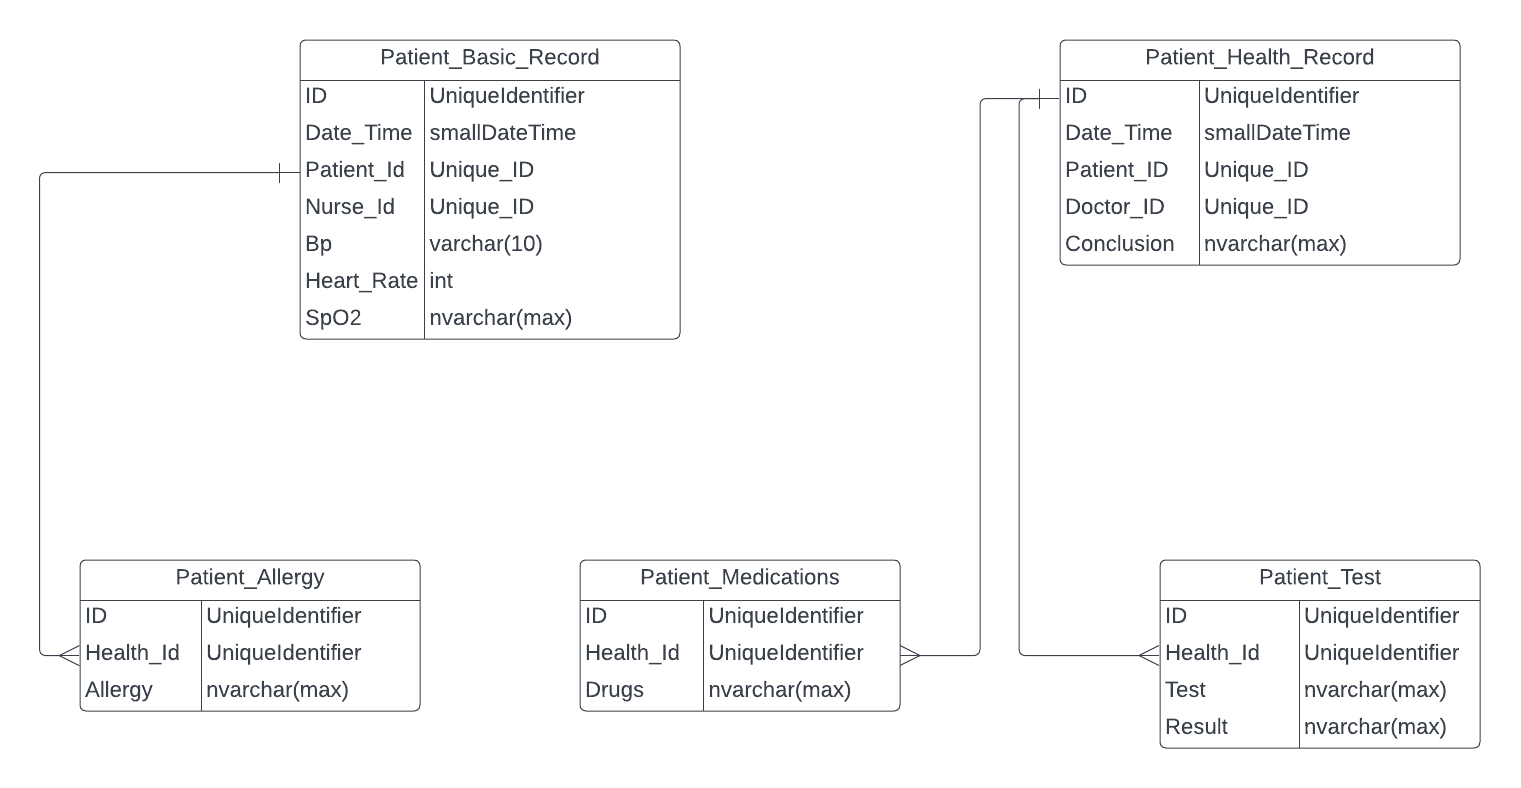 Patient_Basic_Record
ID UniqueIdentifier
Date_Time smallDateTime
Patient_Id Unique_ID
Nurse_Id Unique_ID
Bp varchar(10)
Heart_Rate int
SpO2 nvarchar(max)
Patient_Health_Record
ID UniqueIdentifier
Date_Time smallDateTime
Patient_ID Unique_ID
Doctor_ID Unique_ID
Conclusion nvarchar(max)
Patient_Allergy
ID UniqueIdentifier
Health_Id UniqueIdentifier
Allergy nvarchar(max)
Patient_Medications
ID UniqueIdentifier
Health_Id UniqueIdentifier
Drugs nvarchar(max)
Patient_Test
ID UniqueIdentifier
Health_Id UniqueIdentifier
Test nvarchar(max)
Result nvarchar(max)